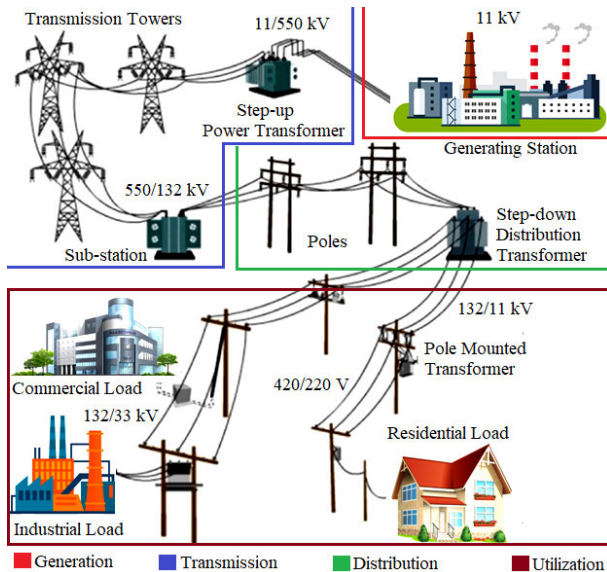 Transmission Towers
11/550 kV
11 kV
Step-up
Power Transformer
Generating Station
550/132 kV
Sub-station
Poles
Step-down
Distribution
Transformer
132/11 kV
Pole Mounted
Transformer
Commercial Load
420/220 V
132/33 kV
Residential Load
Industrial Load
Generation
Transmission
Distribution
Utilization